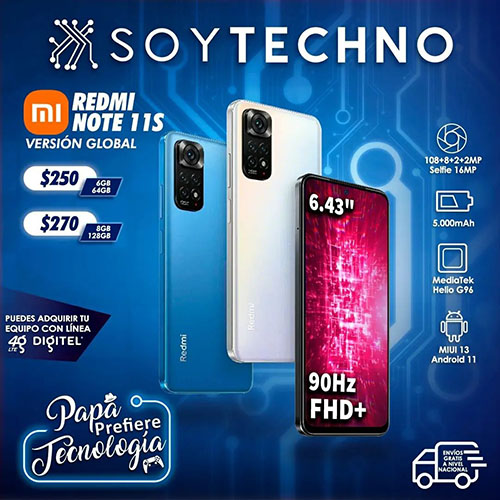 SOYTECHNO
mi
REDMI
NOTE 11S
VERSIÓN GLOBAL
$250
6GB
64GB
$270
8GB
128GB
Redmi
Redmi
6.43"
90Hz
FHD+
108+8+2+2MP
Selfie 16MP
5.000mAh
MediaTek
Helio G96
MIUI 13
Android 11
PUEDES ADQUIRIR TU
EQUIPO CON LÍNEA
4G LTE DIGITEL
Papá
Prefiere
Tecnología
ENVÍOS
GRATIS
A NIVEL
NACIONAL